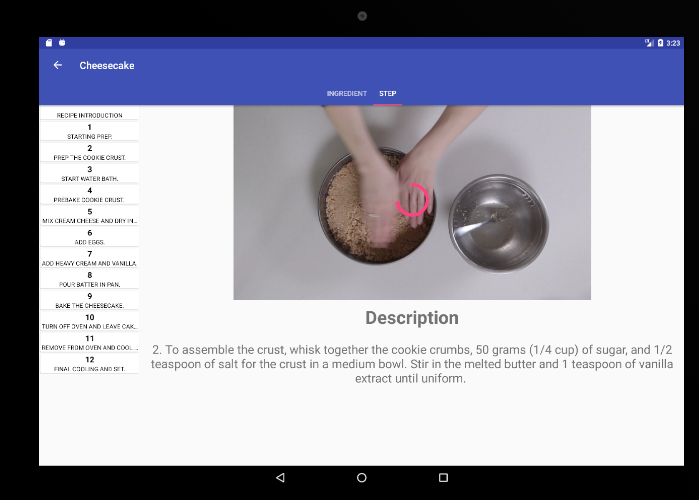 3:23
Cheesecake
INGREDIENT STEP
RECIPE INTRODUCTION
1
STARTING PREP.
2
PREP THE COOKIE CRUST.
3
START WATER BATH.
4
PREBAKE COOKIE CRUST.
5
MIX CREAM CHEESE AND DRY IN...
6
ADD EGGS.
7
ADD HEAVY CREAM AND VANILLA.
8
POUR BATTER IN PAN.
9
BAKE THE CHEESECAKE.
10
TURN OFF OVEN AND LEAVE CAK...
11
REMOVE FROM OVEN AND COOL ...
12
FINAL COOLING AND SET.
Description
2. To assemble the crust, whisk together the cookie crumbs, 50 grams (1/4 cup) of sugar, and 1/2
teaspoon of salt for the crust in a medium bowl. Stir in the melted butter and 1 teaspoon of vanilla
extract until uniform.